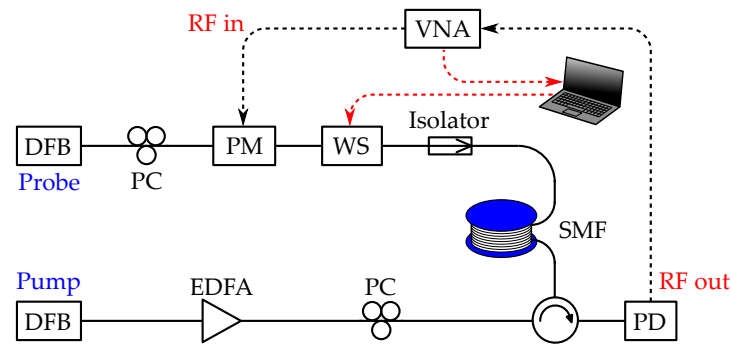 RF in
VNA
Isolator
DFB
PM
WS
Probe
PC
SMF
Pump
EDFA
PC
RF out
DFB
PD